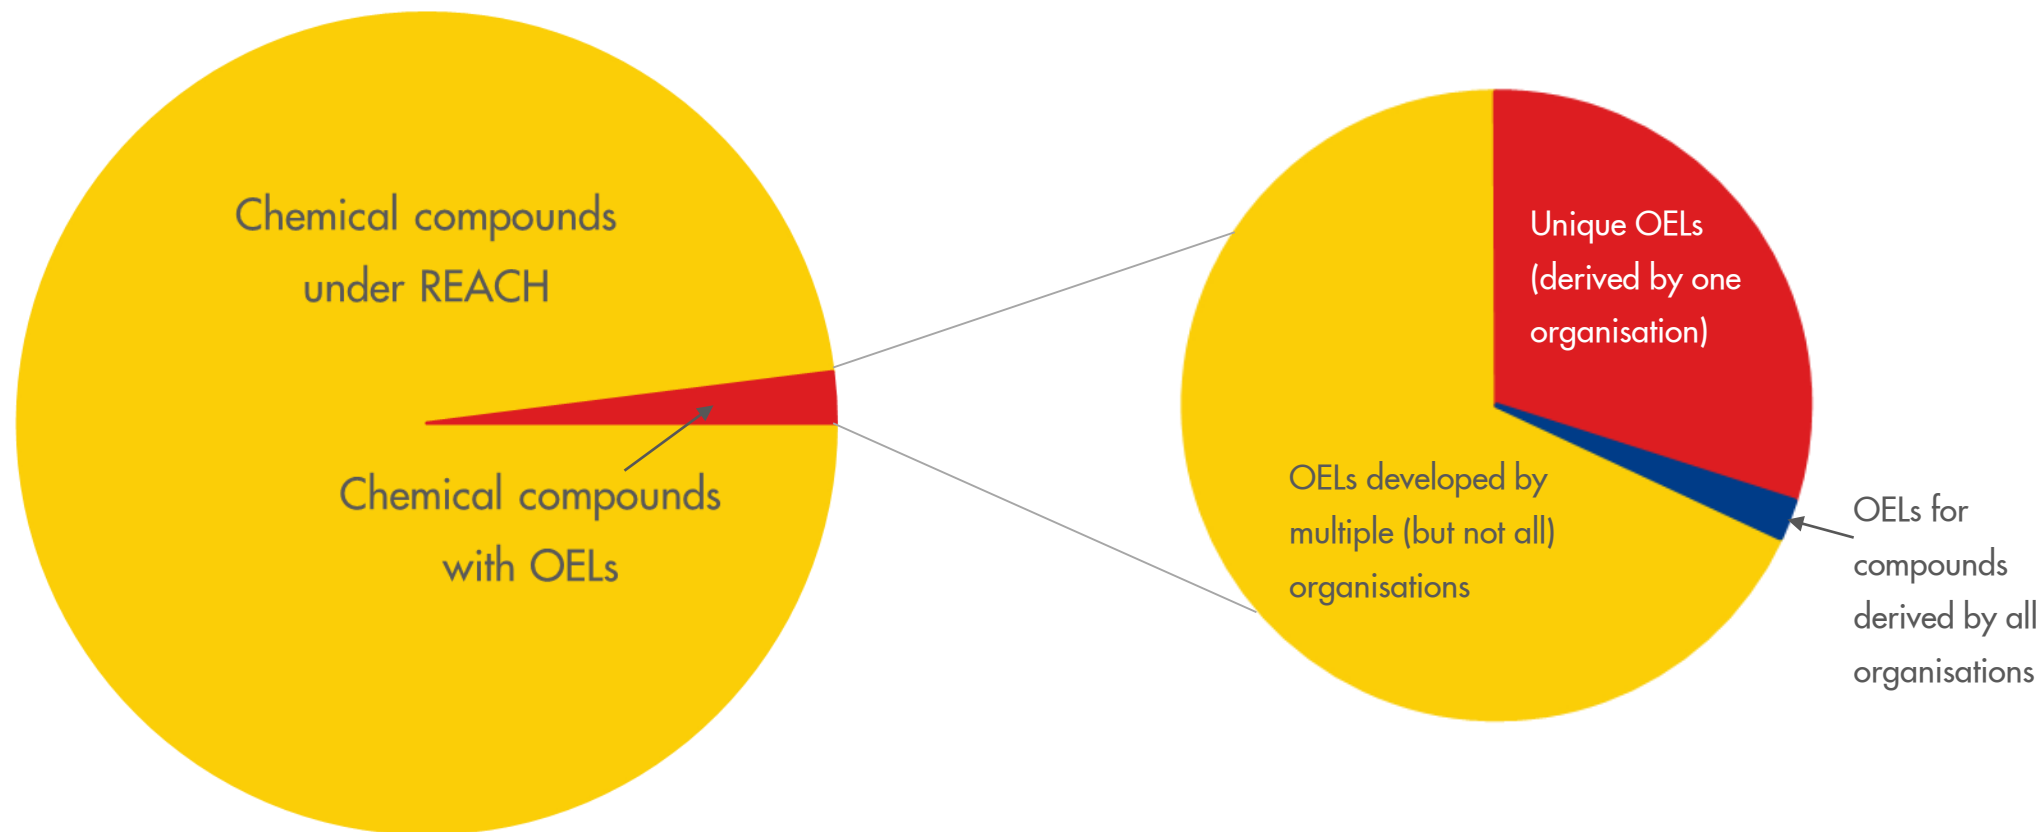 Chemical compounds
under REACH
Chemical compounds
with OELs
Unique OELs
(derived by one
organisation)
OELs developed by
multiple (but not all)
organisations
OELs for
compounds
derived by all
organisations